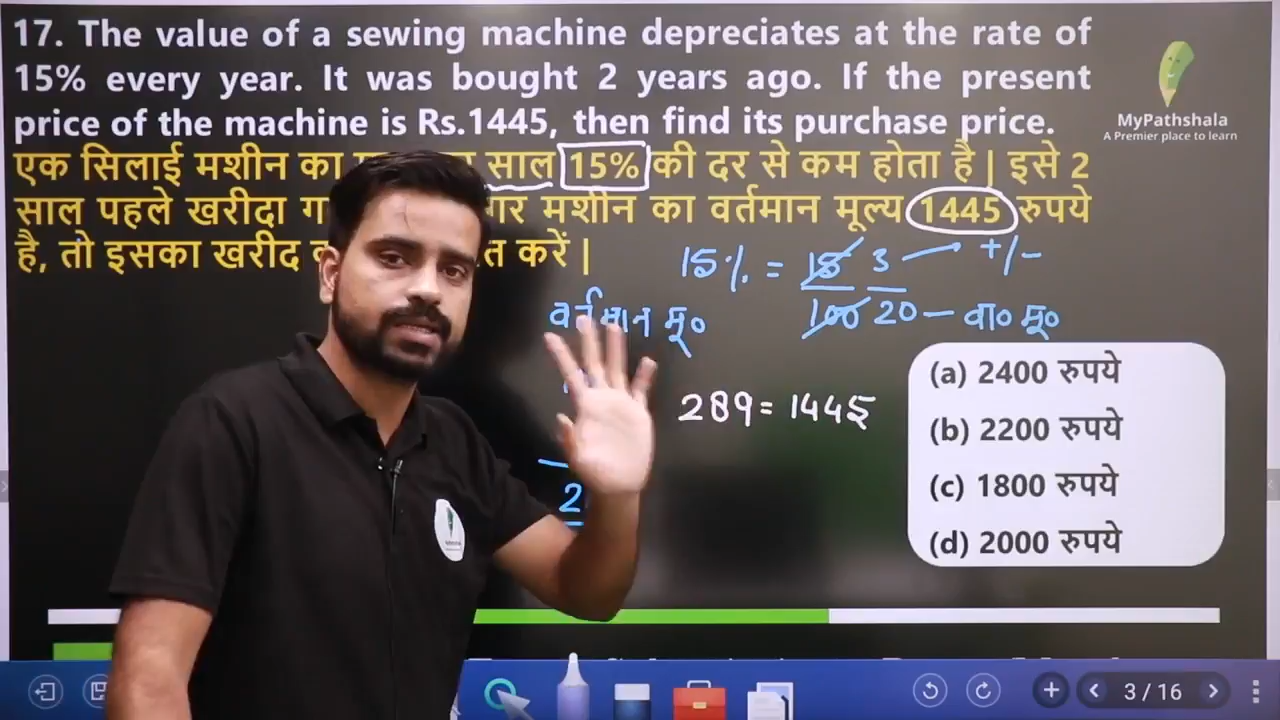 17. The value of a sewing machine depreciates at the rate of
15% every year. It was bought 2 years ago. If the present
price of the machine is Rs.1445, then find its purchase price.
एक सिलाई मशीन का साल 15% की दर से कम होता है | इसे 2
साल पहले खरीदा मशीन का वर्तमान मूल्य 1445 रुपये
है, तो इसका खरीद करें |
MyPathshala
A Premier place to learn
15% = 15/100 3/20 +/-
वा० मू०
वर्तमान मू०
289 = 1445
2
(a) 2400 रुपये
(b) 2200 रुपये
(c) 1800 रुपये
(d) 2000 रुपये
3 / 16